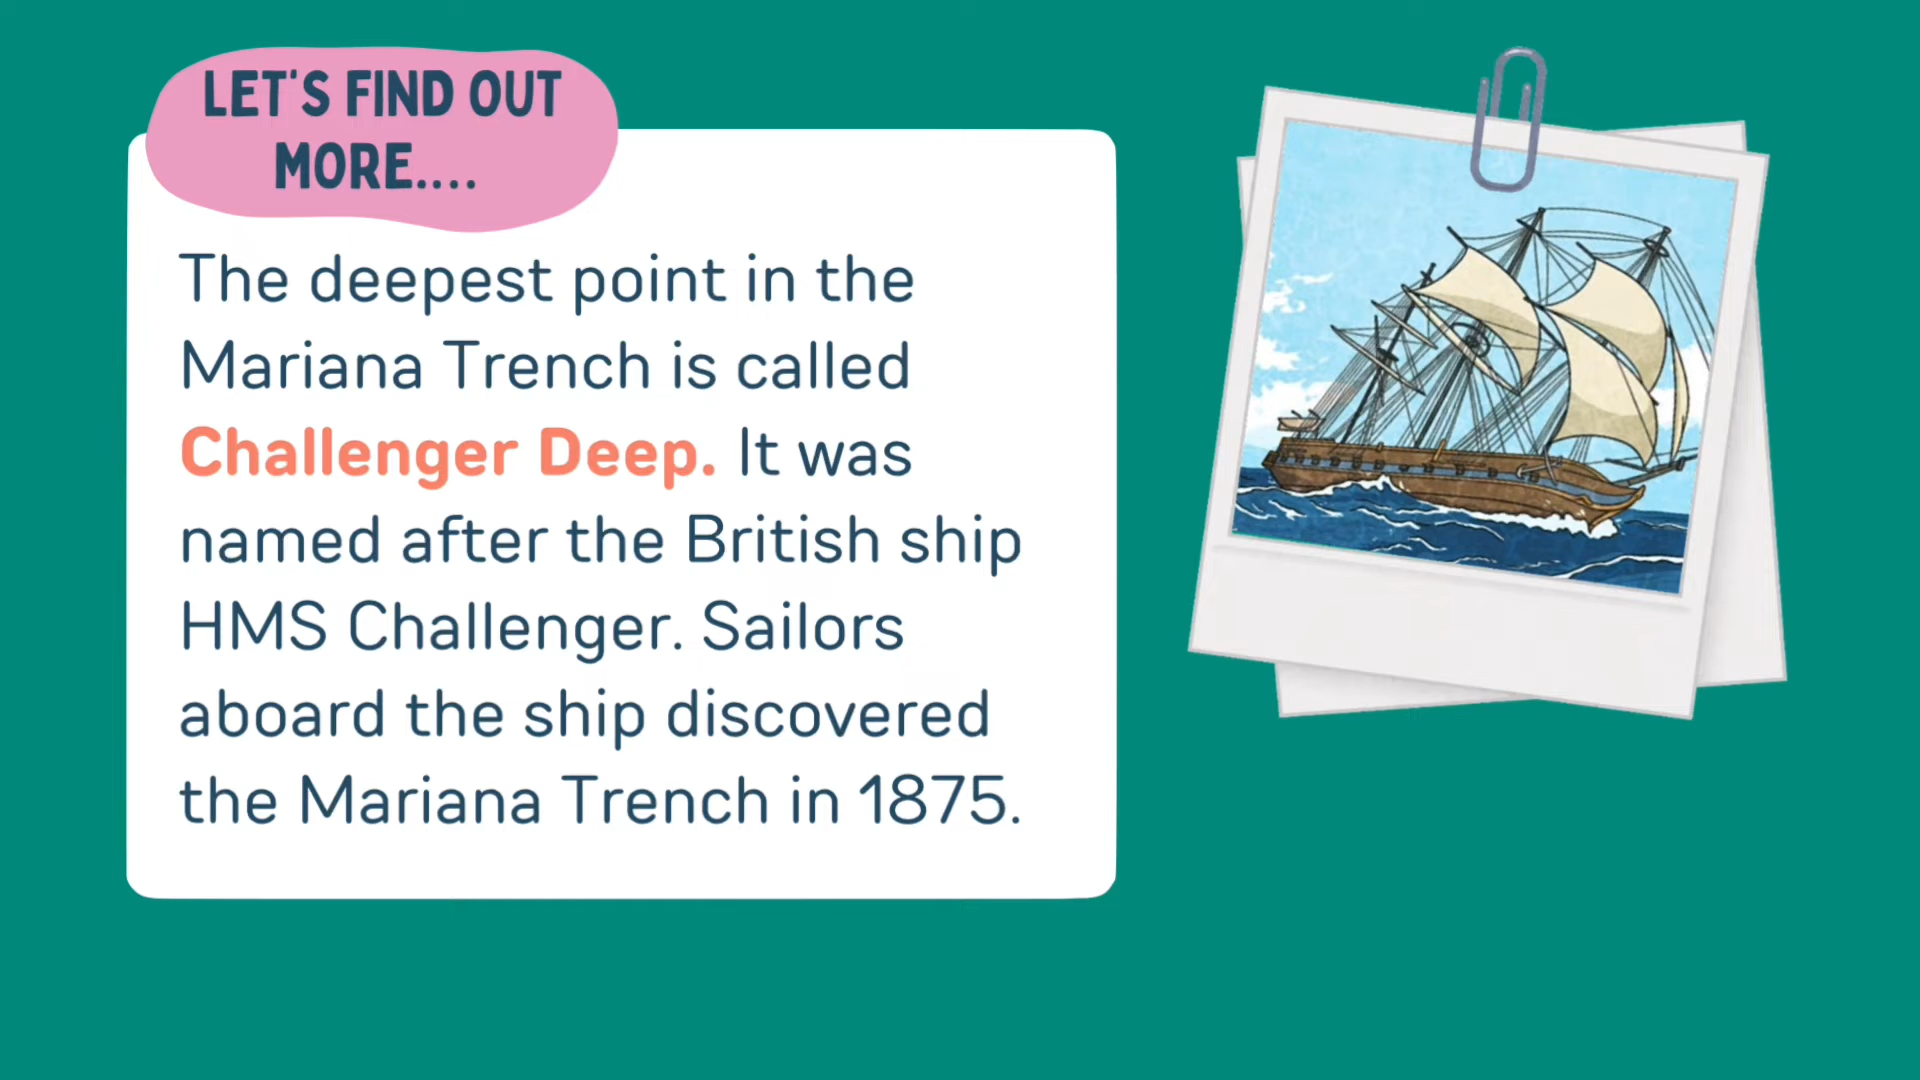 LET'S FIND OUT
MORE....
The deepest point in the
Mariana Trench is called
Challenger Deep. It was
named after the British ship
HMS Challenger. Sailors
aboard the ship discovered
the Mariana Trench in 1875.